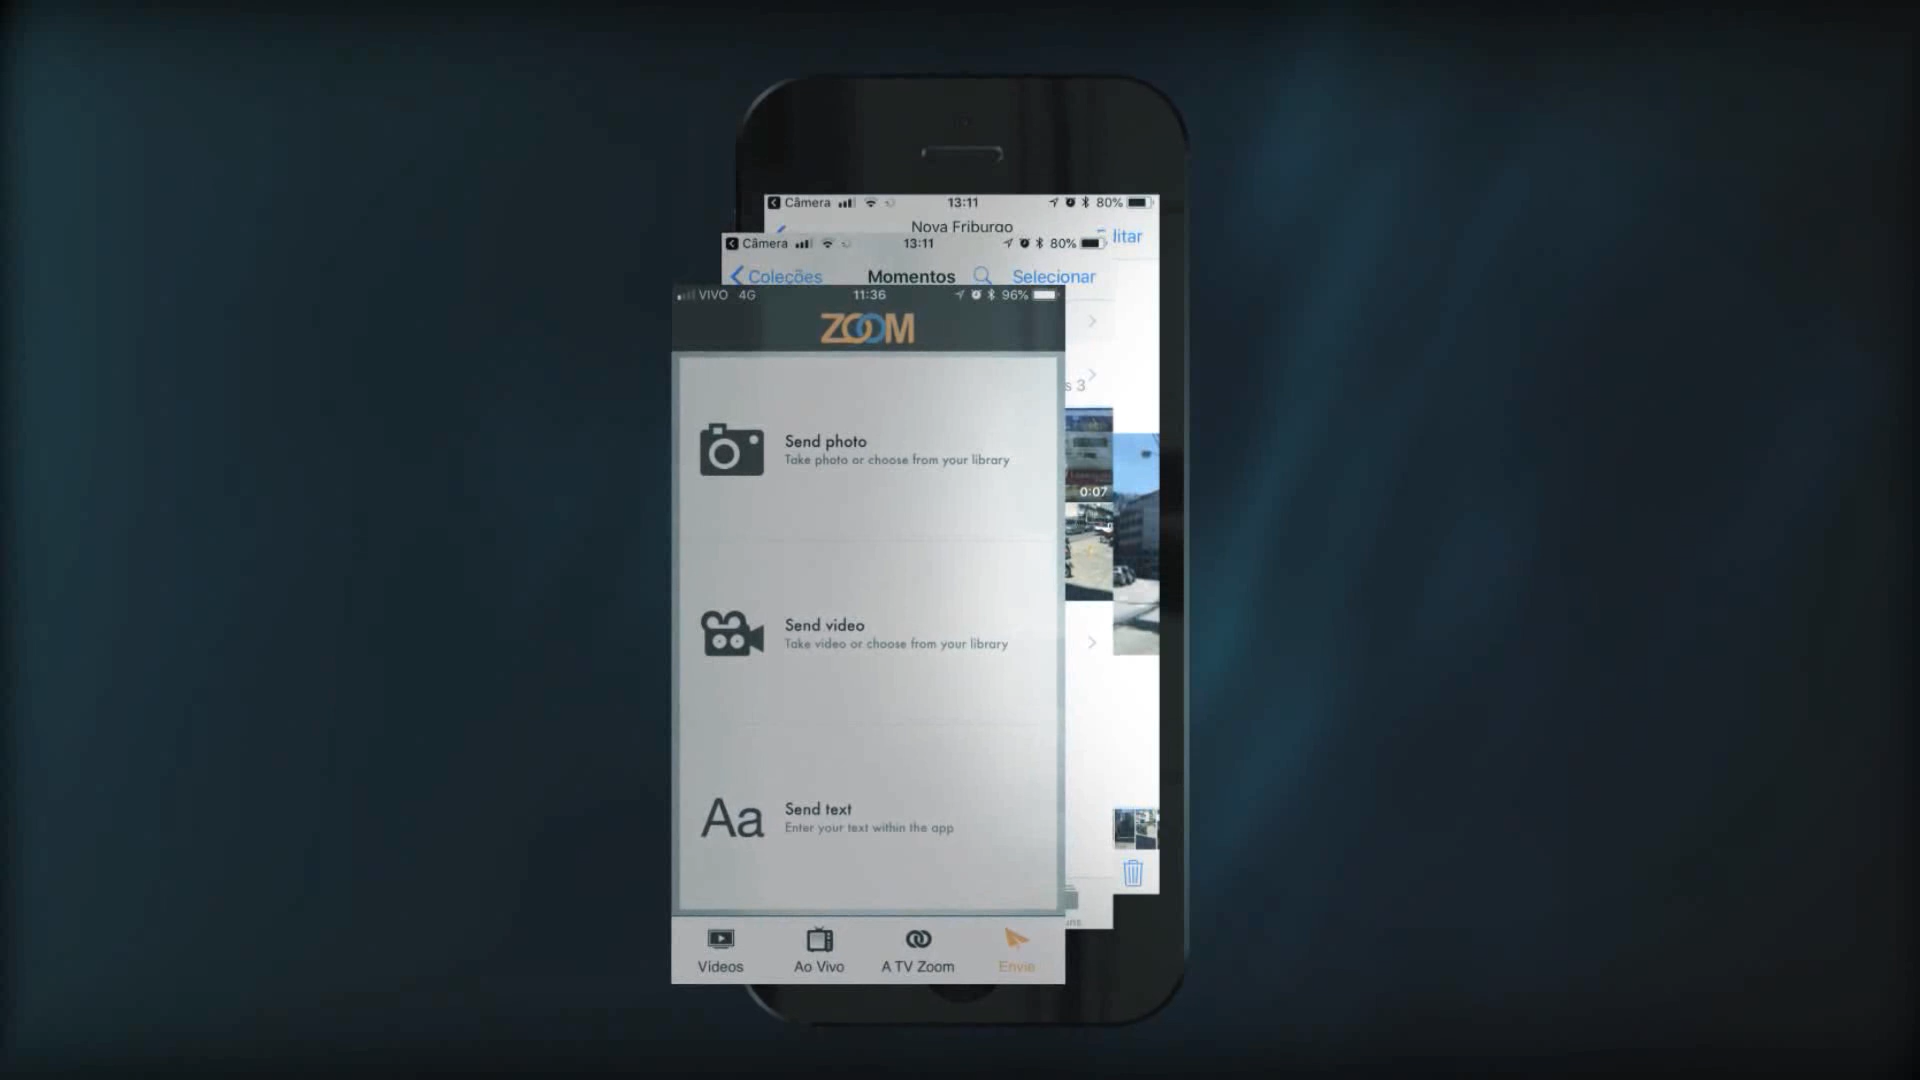 Câmera 13:11 80%
Nova Friburgo
litar
Câmera 13:11 80%
Coleções Momentos Selecionar
VIVO 4G 11:36 96%
ZOOM
s 3
0:07
Send photo
Take photo or choose from your library
Send video
Take video or choose from your library
Aa
Send text
Enter your text within the app
uns
Vídeos Ao Vivo A TV Zoom Envie